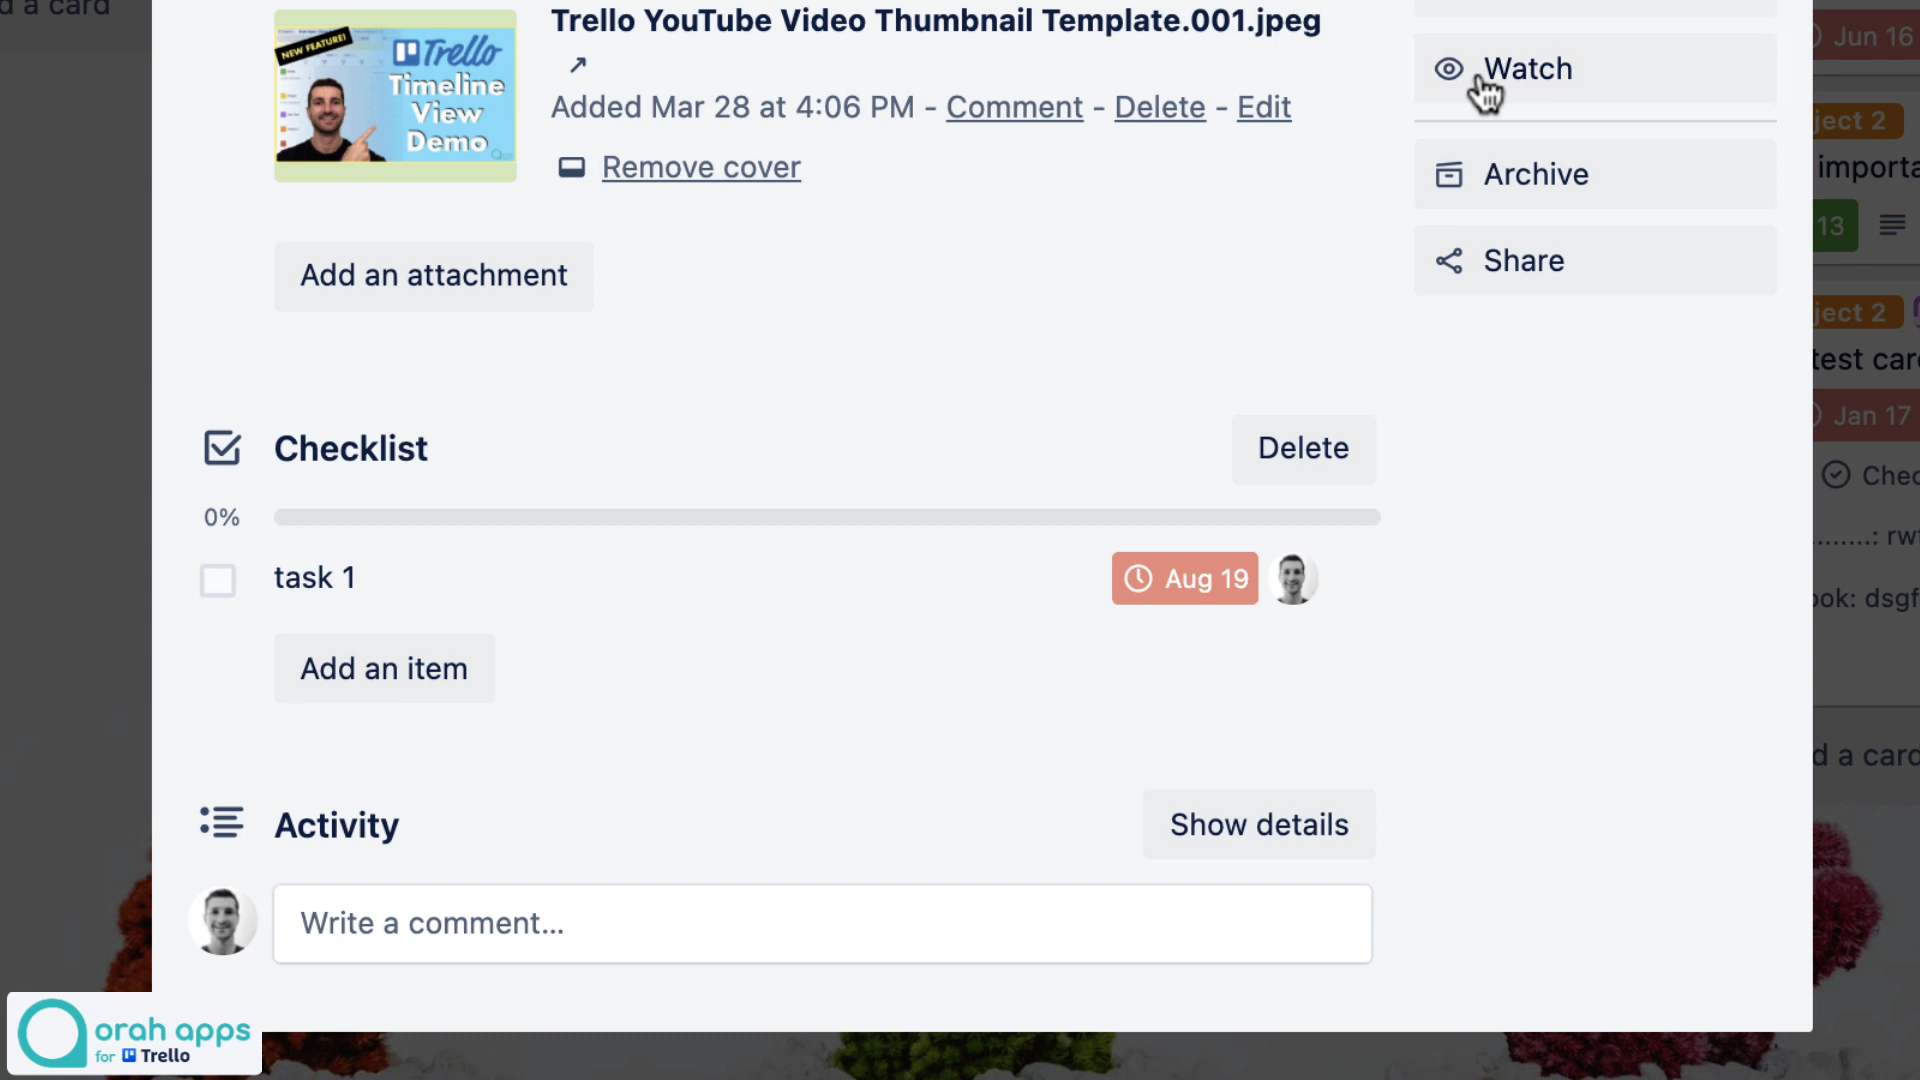 d a card
Trello YouTube Video Thumbnail Template.001.jpeg
NEW FEATURE!
Trello
Timeline
View
Demo
Added Mar 28 at 4:06 PM - Comment - Delete - Edit
Remove cover
Add an attachment
Watch
Archive
Share
Checklist
Delete
0%
task 1
Aug 19
Add an item
Activity
Show details
Write a comment...
Jun 16
ject 2
importa
13
ject 2
test car
Jan 17
Chec
........: rw
ook: dsgf
d a card
orah apps
for Trello